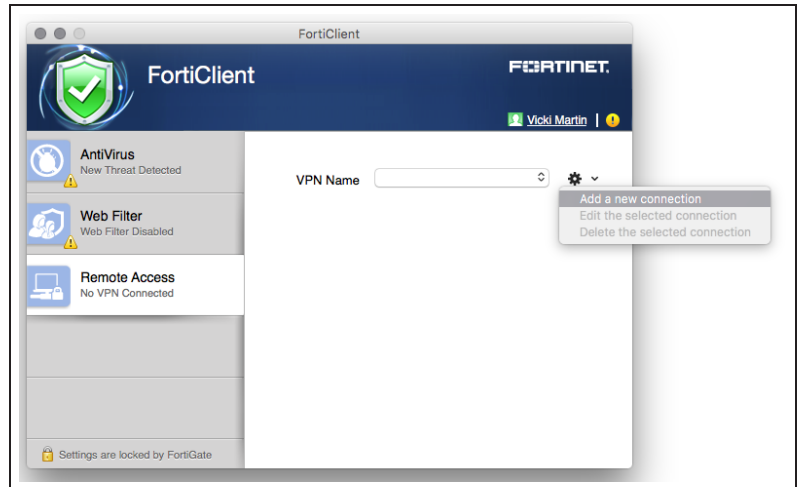 FortiClient
FortiClient
FORTINET.
Vicki Martin
AntiVirus
New Threat Detected
Web Filter
Web Filter Disabled
Remote Access
No VPN Connected
VPN Name
Add a new connection
Edit the selected connection
Delete the selected connection
Settings are locked by FortiGate